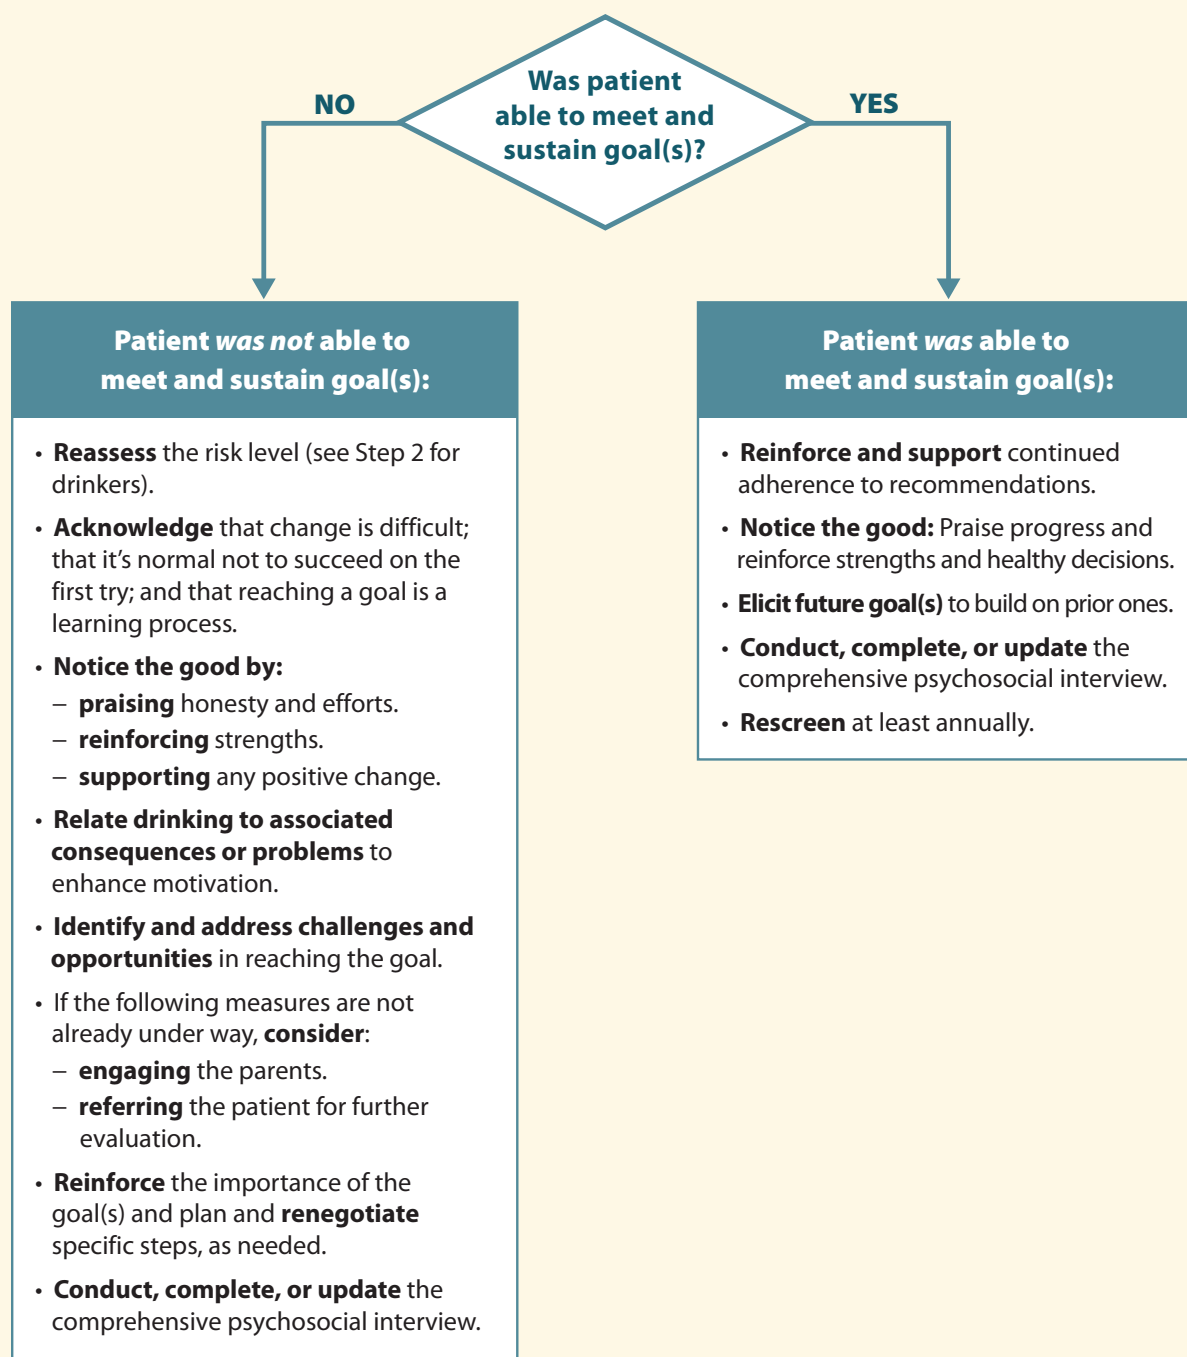 Was patient
able to meet and
sustain goal(s)?
NO
YES
Patient was not able to
meet and sustain goal(s):
• Reassess the risk level (see Step 2 for
drinkers).
• Acknowledge that change is difficult;
that it's normal not to succeed on the
first try; and that reaching a goal is a
learning process.
• Notice the good by:
– praising honesty and efforts.
– reinforcing strengths.
– supporting any positive change.
• Relate drinking to associated
consequences or problems to
enhance motivation.
• Identify and address challenges and
opportunities in reaching the goal.
• If the following measures are not
already under way, consider:
– engaging the parents.
– referring the patient for further
evaluation.
• Reinforce the importance of the
goal(s) and plan and renegotiate
specific steps, as needed.
• Conduct, complete, or update the
comprehensive psychosocial interview.
Patient was able to
meet and sustain goal(s):
• Reinforce and support continued
adherence to recommendations.
• Notice the good: Praise progress and
reinforce strengths and healthy decisions.
• Elicit future goal(s) to build on prior ones.
• Conduct, complete, or update the
comprehensive psychosocial interview.
• Rescreen at least annually.